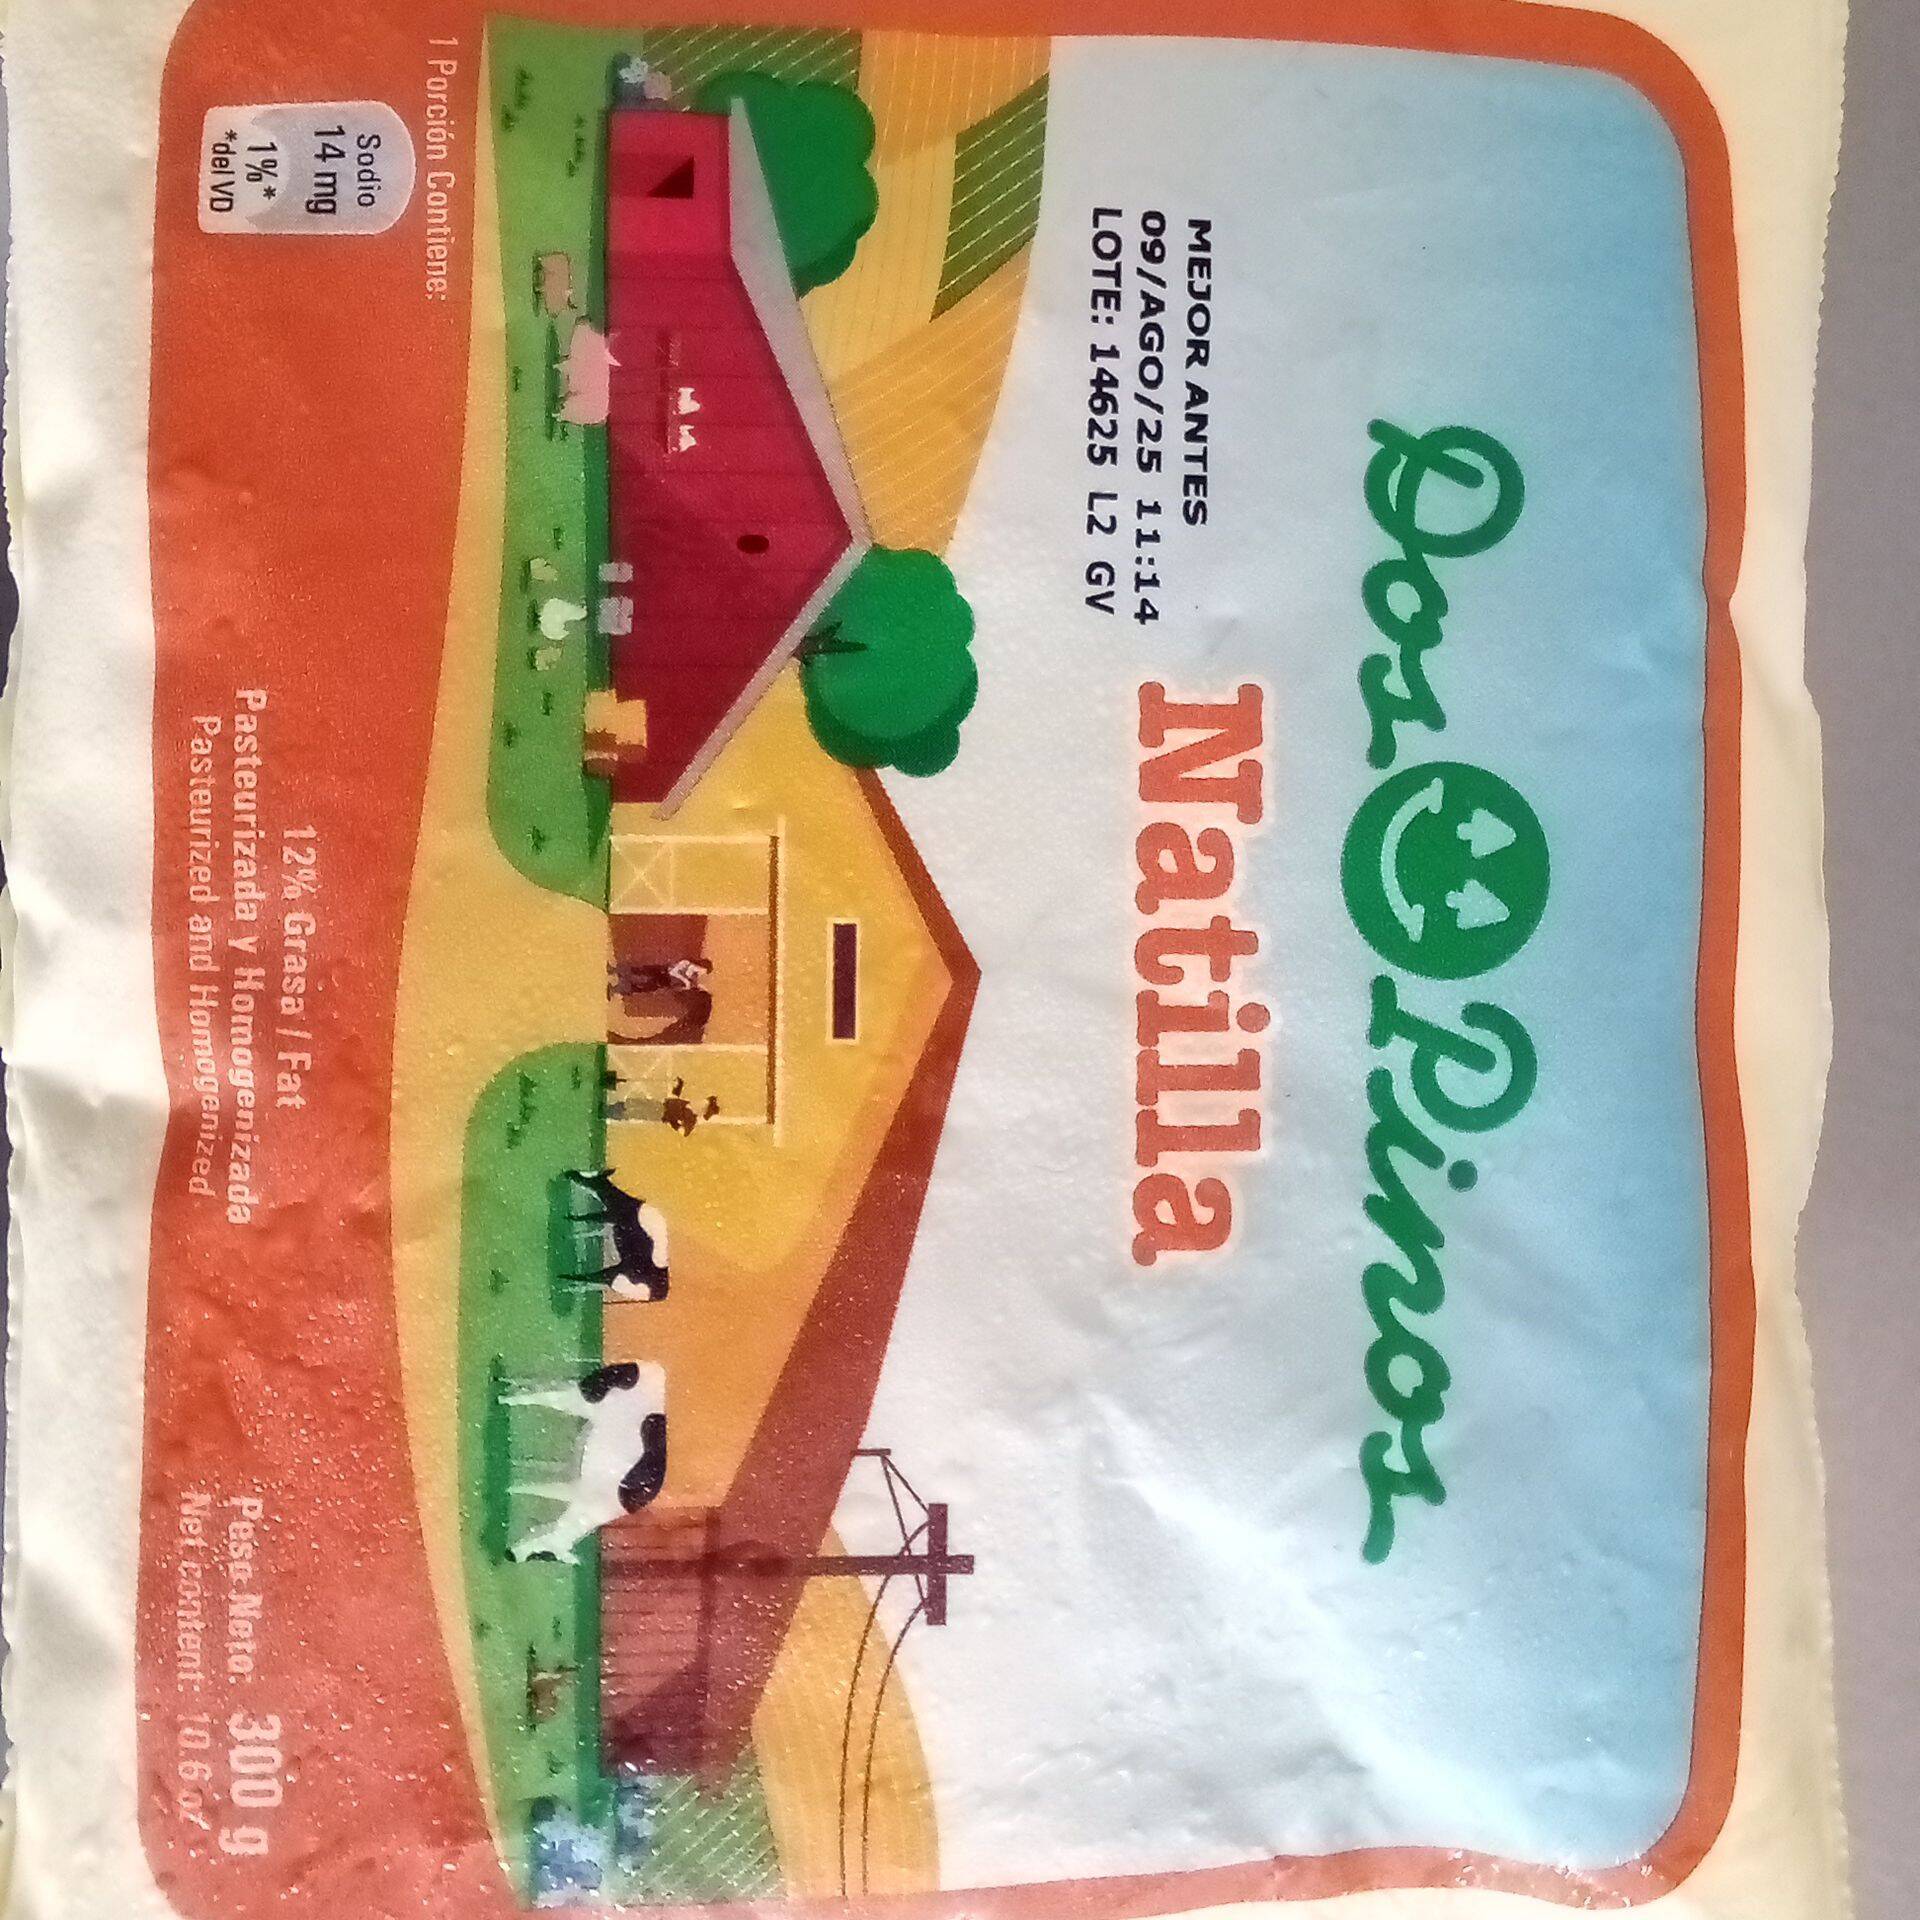 Dos Pinos
Natilla
MEJOR ANTES
09/AGO/25 11:14
LOTE: 14625 L2 GV
1 Porción Contiene:
Sodio
14 mg
1%*
*del VD
12% Grasa / Fat
Pasteurizada y Homogenizada
Pasteurized and Homogenized
Peso Neto: 300 g
Net content 10.6 oz